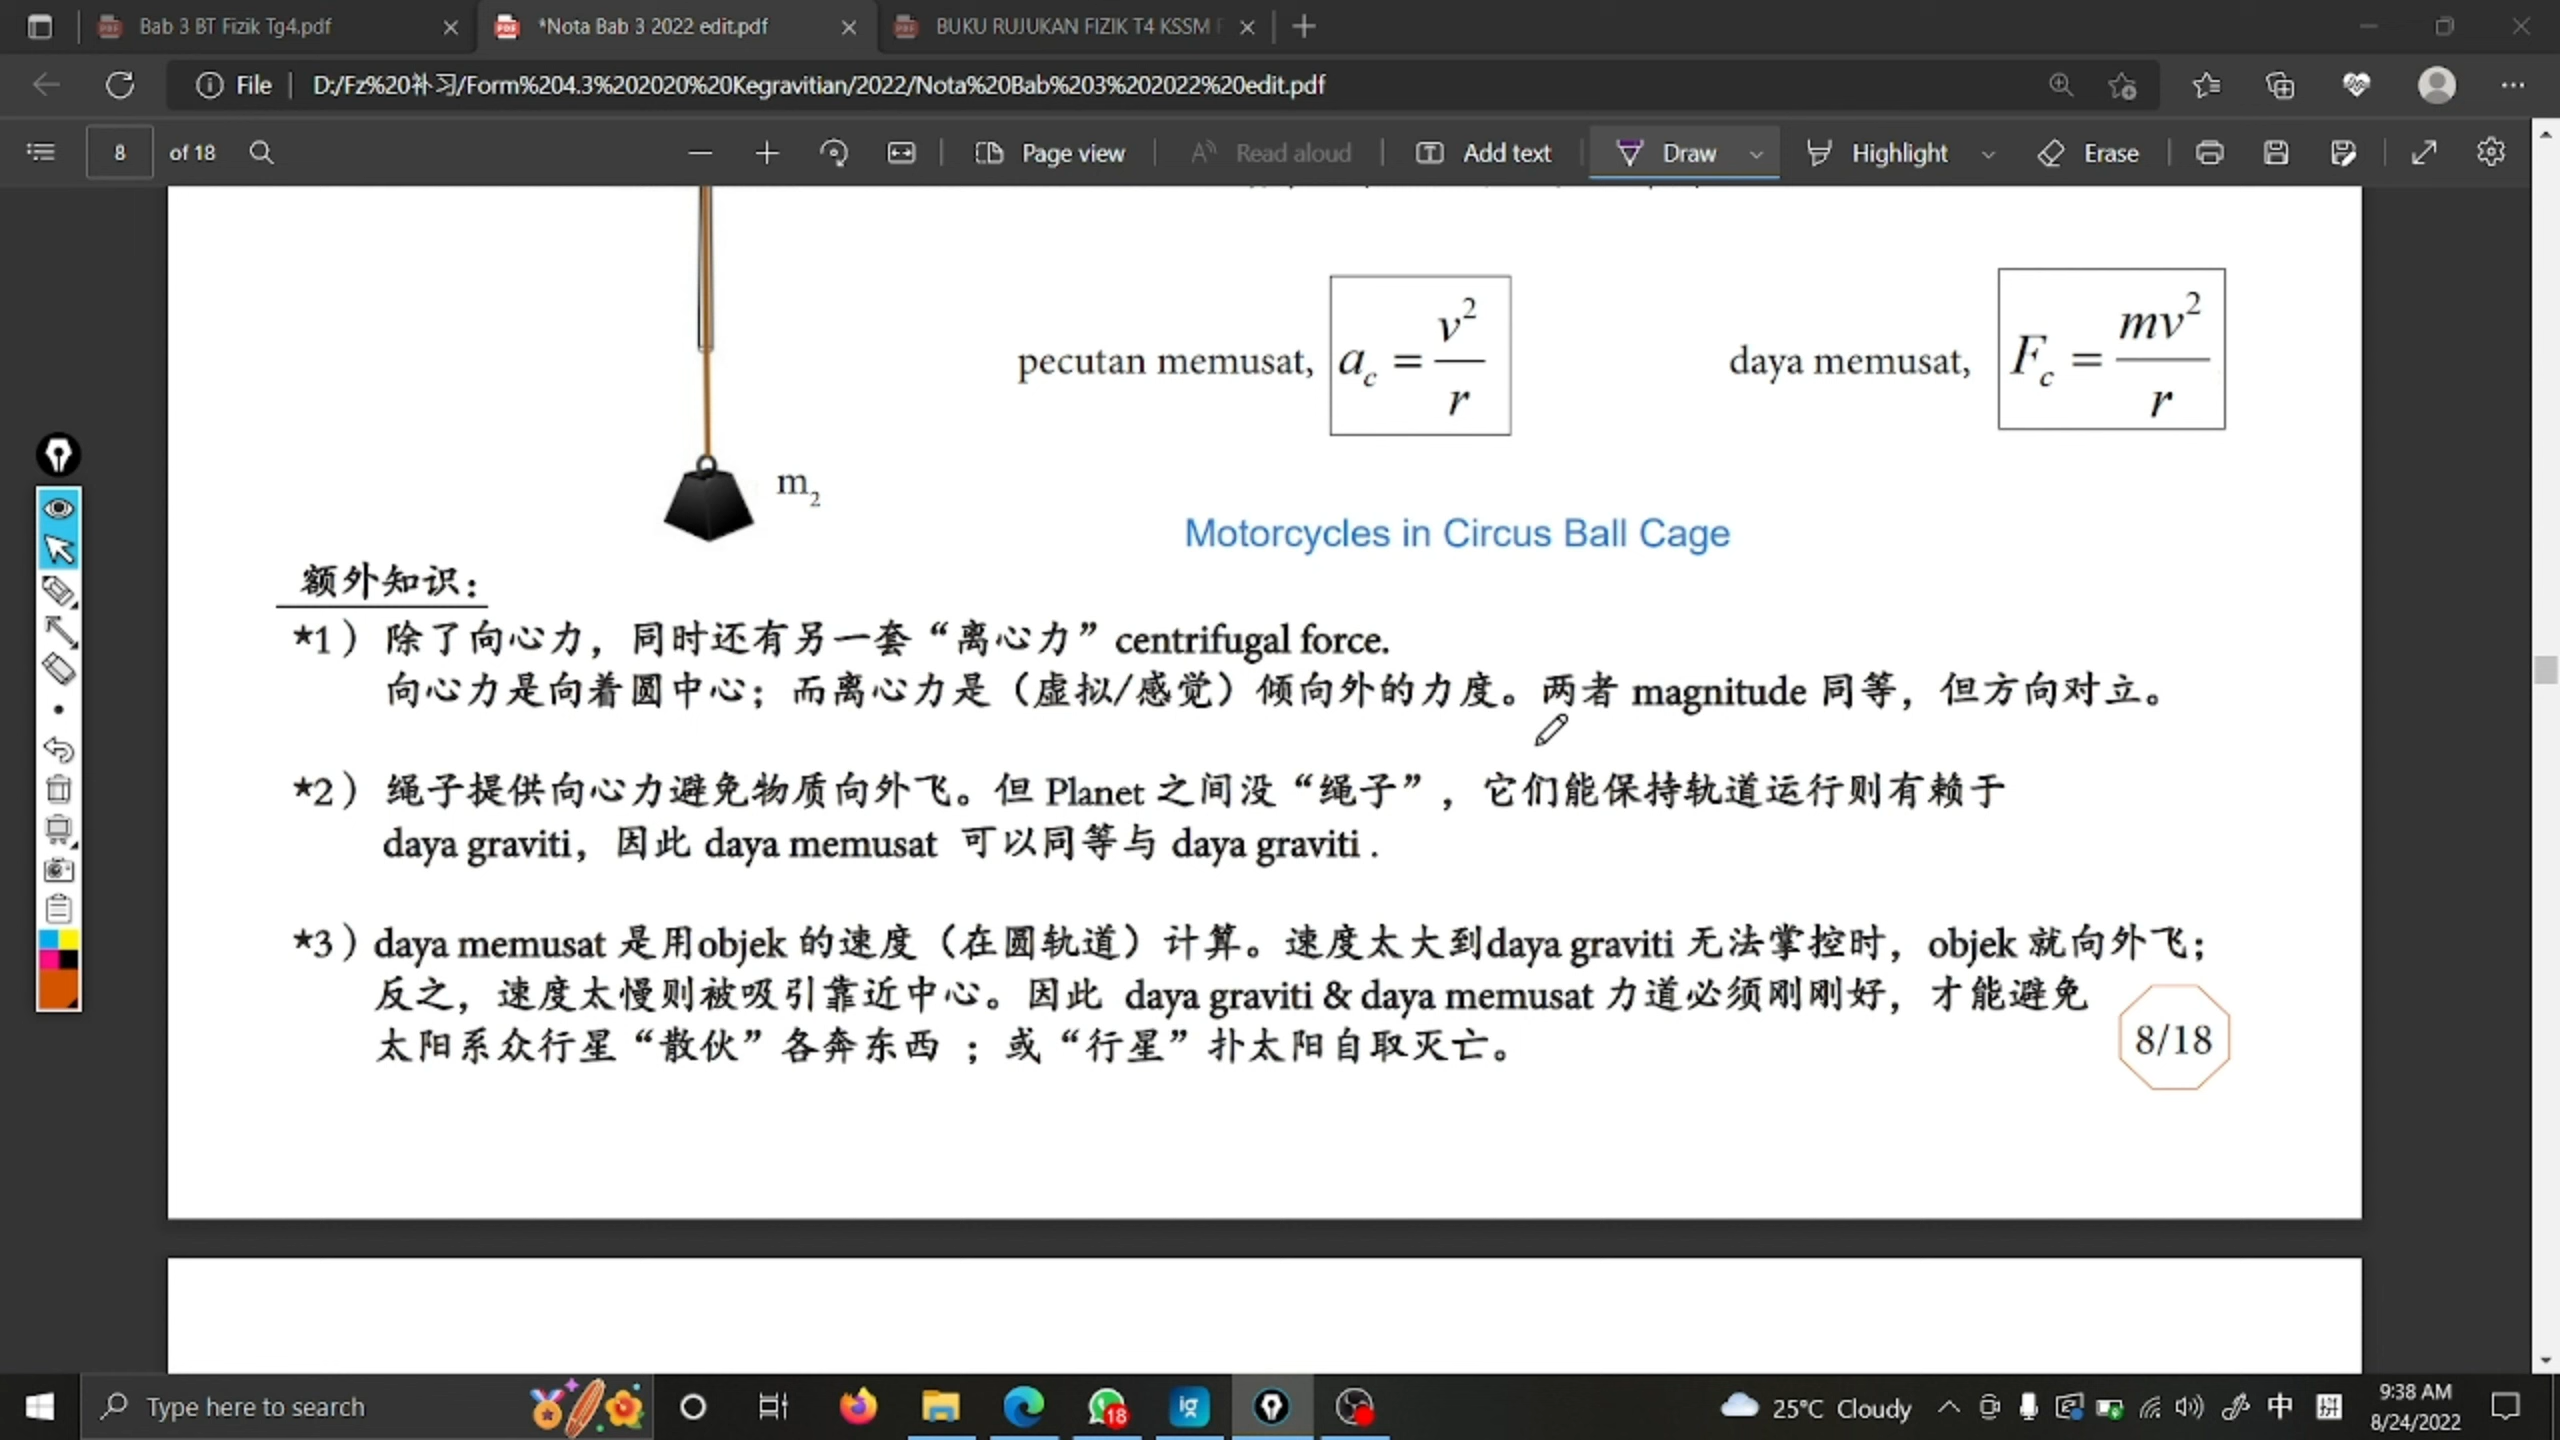 Bab 3 BT Fizik Tg4.pdf
*Nota Bab 3 2022 edit.pdf
BUKU RUJUKAN FIZIK T4 KSSM
File
D:/Fz%20补习/Form%204.3%202020%20Kegravitian/2022/Nota%20Bab%203%202022%20edit.pdf
8 of 18
Page view
Read aloud
Add text
Draw
Highlight
Erase
pecutan memusat, a_c = v²/r
daya memusat, F_c = mv²/r
m₂
Motorcycles in Circus Ball Cage
额外知识：
★1）除了向心力，同时还有另一套“离心力” centrifugal force.
向心力是向着圆中心；而离心力是（虚拟/感觉）倾向外的力度。两者 magnitude 同等，但方向对立。
★2）绳子提供向心力避免物质向外飞。但 Planet 之间没“绳子”，它们能保持轨道运行则有赖于
daya graviti，因此 daya memusat 可以同等与 daya graviti .
★3）daya memusat 是用objek 的速度（在圆轨道）计算。速度太大到daya graviti 无法掌控时，objek 就向外飞；
反之，速度太慢则被吸引靠近中心。因此 daya graviti & daya memusat 力道必须刚刚好，才能避免
太阳系众行星“散伙”各奔东西 ；或“行星”扑太阳自取灭亡。
8/18
Type here to search
18
ig
25°C Cloudy
中
拼
9:38 AM
8/24/2022